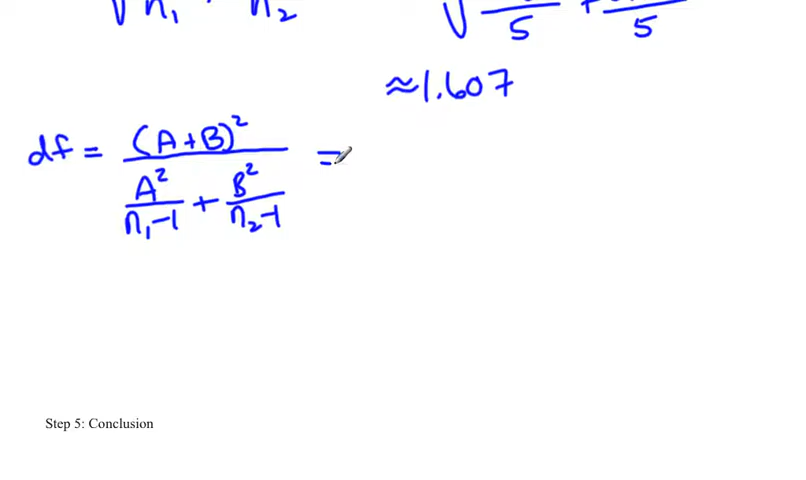 √ n₁ n₂ √ 5 + 5
≈1.607
df = (A+B)² / (A²/(n₁-1) + B²/(n₂-1)) =
Step 5: Conclusion